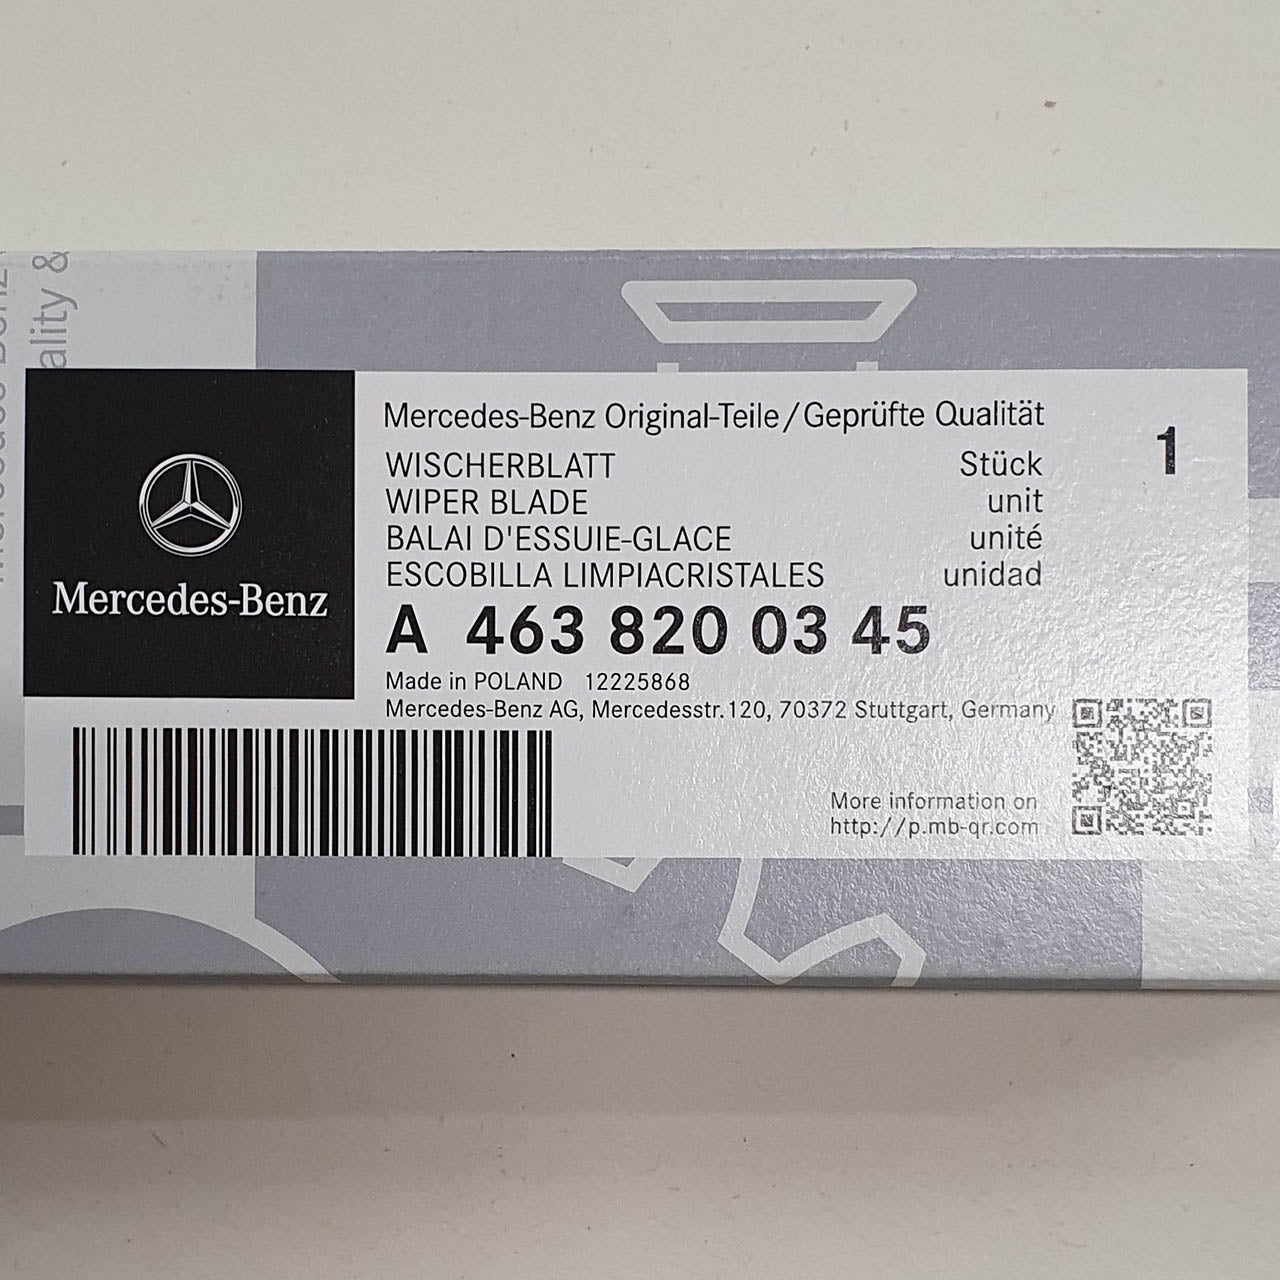 ality &
Mercedes-Benz
Mercedes-Benz Original-Teile/Geprüfte Qualität
WISCHERBLATT Stück 1
WIPER BLADE unit
BALAI D'ESSUIE-GLACE unité
ESCOBILLA LIMPIACRISTALES unidad
A 463 820 03 45
Made in POLAND 12225868
Mercedes-Benz AG, Mercedesstr.120, 70372 Stuttgart, Germany
More information on
http://p.mb-qr.com